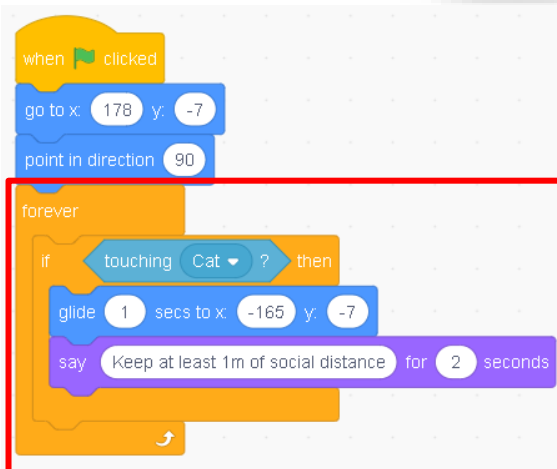 when clicked
go to x: 178 y: -7
point in direction 90
forever
if touching Cat ? then
glide 1 secs to x: -165 y: -7
say Keep at least 1m of social distance for 2 seconds